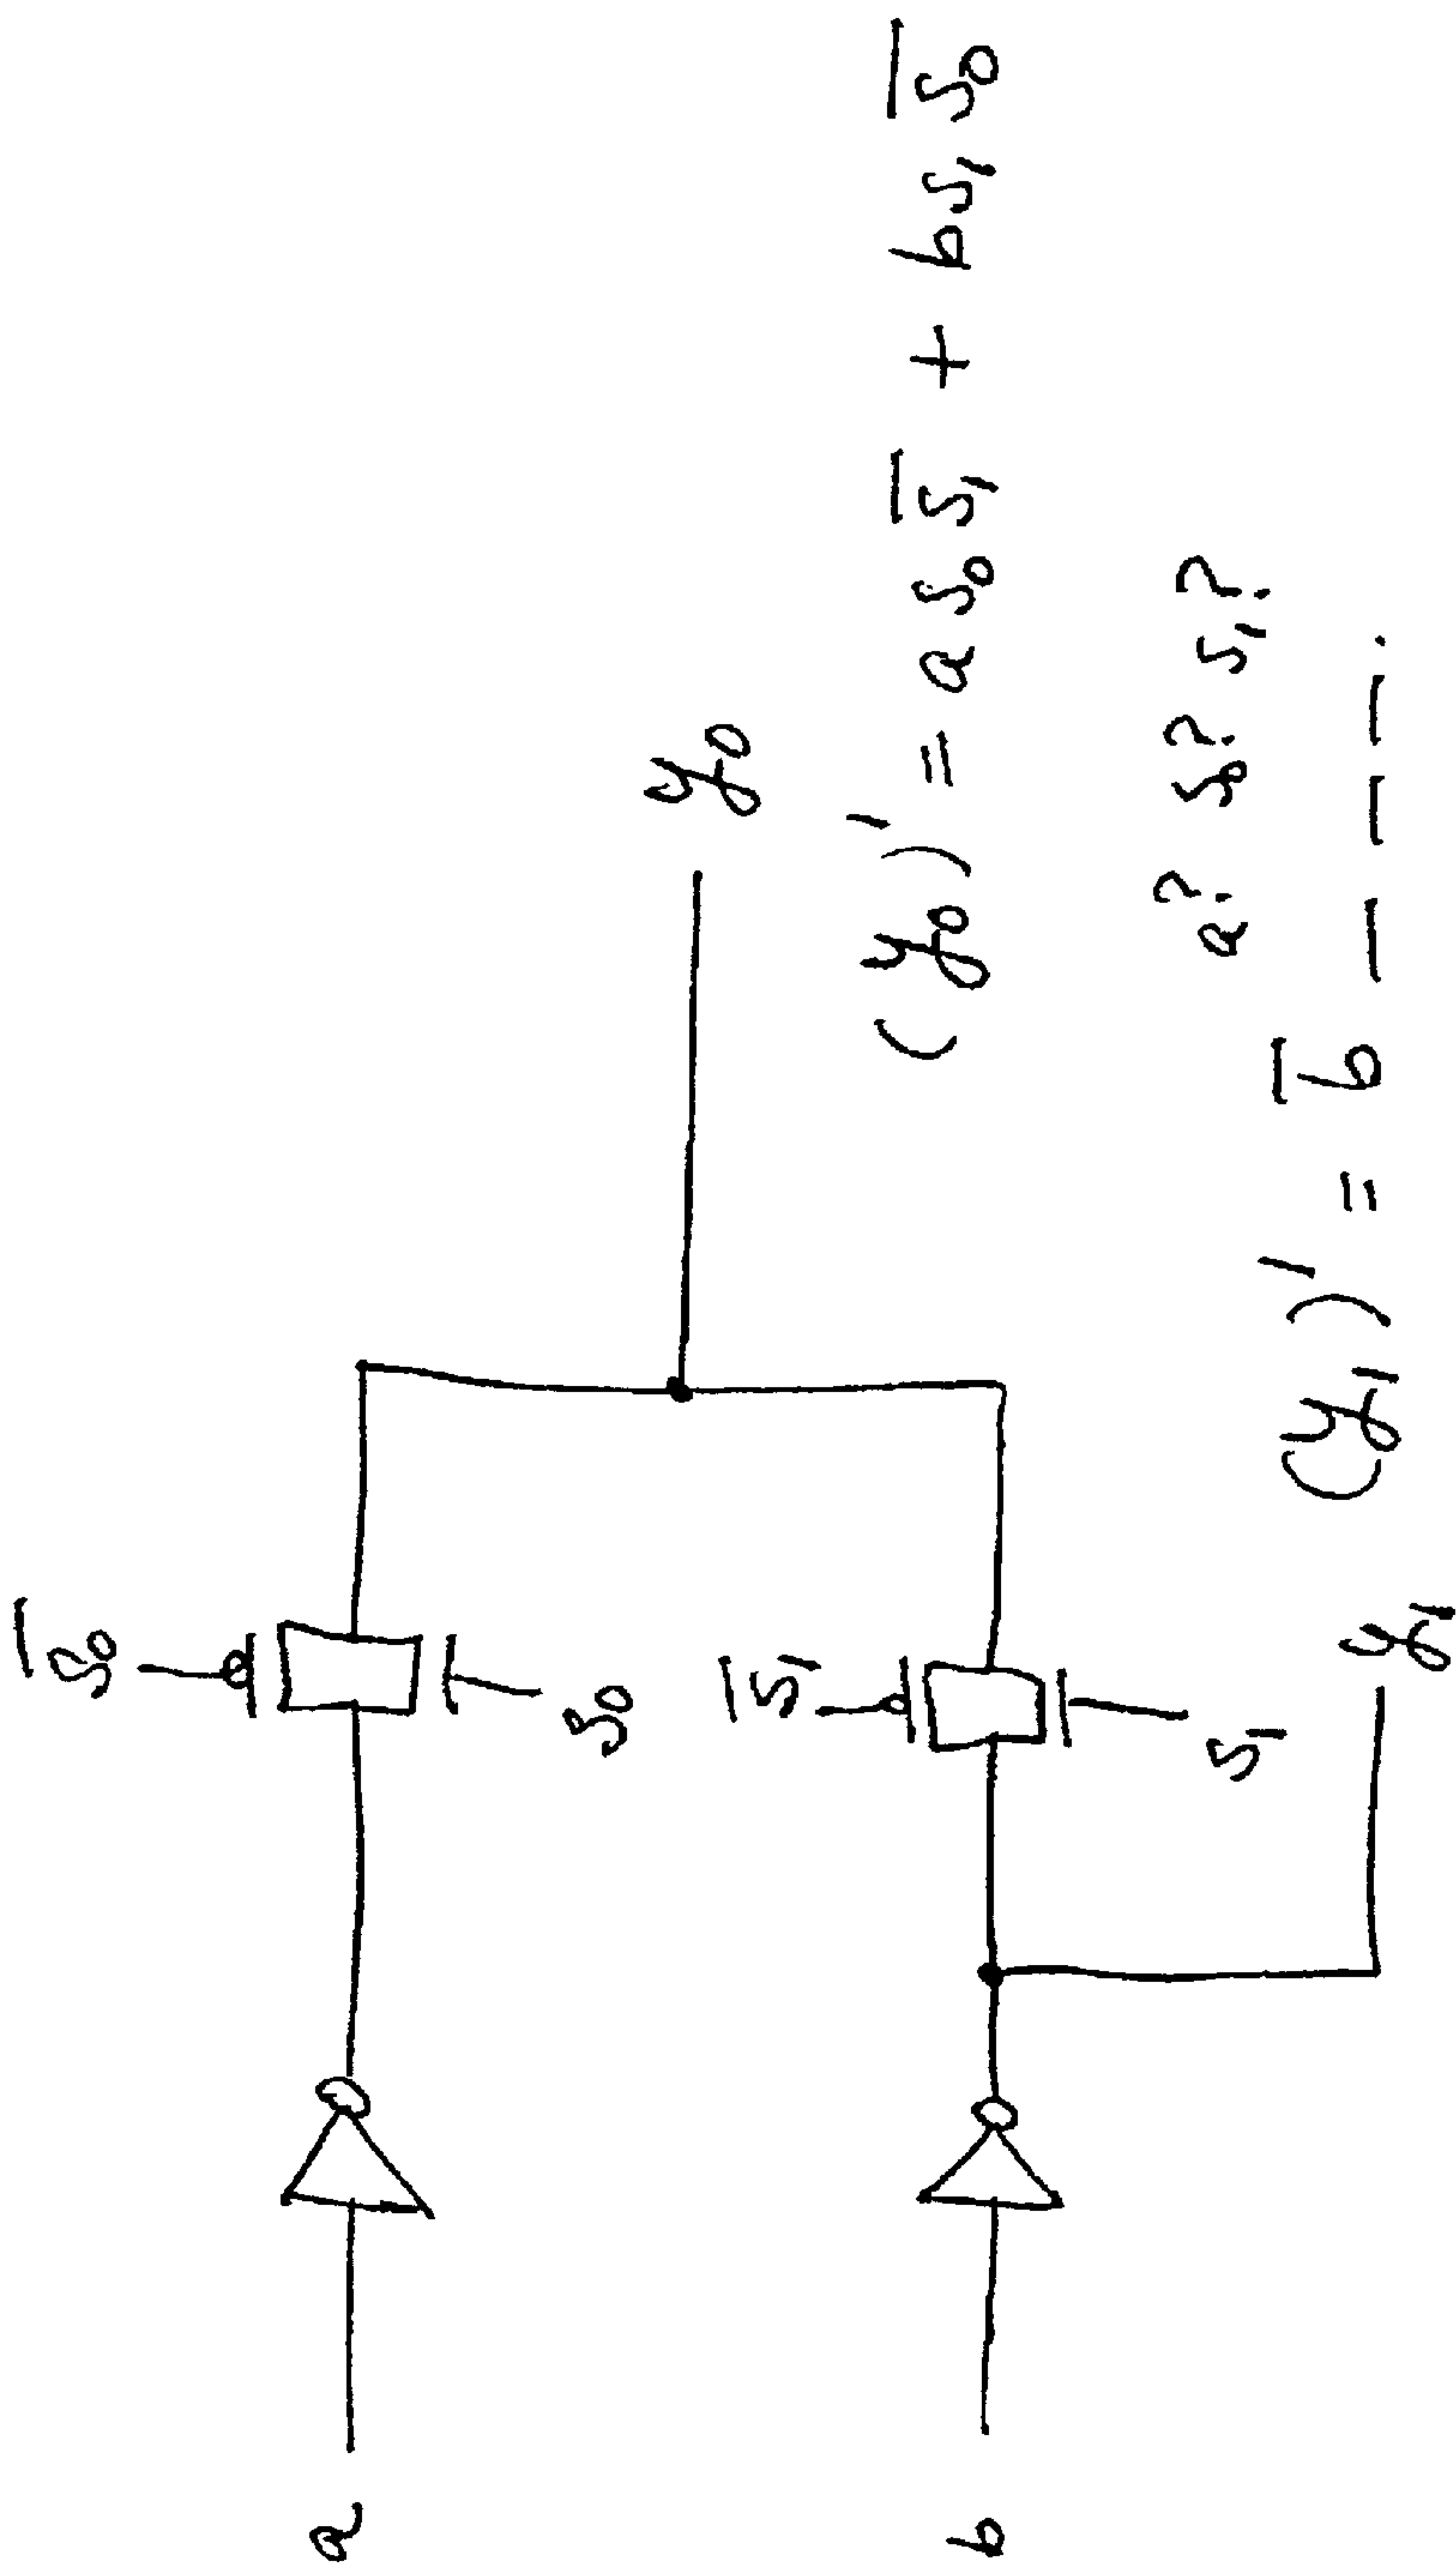 a
b
s̅₀
s₀
s̅₁
s₁
y₀
(y₀)' = a s₀ s̅₁ + b s₁ s̅₀
a? s₀? s₁?
y₁
(y₁)' = b̅ — — — .